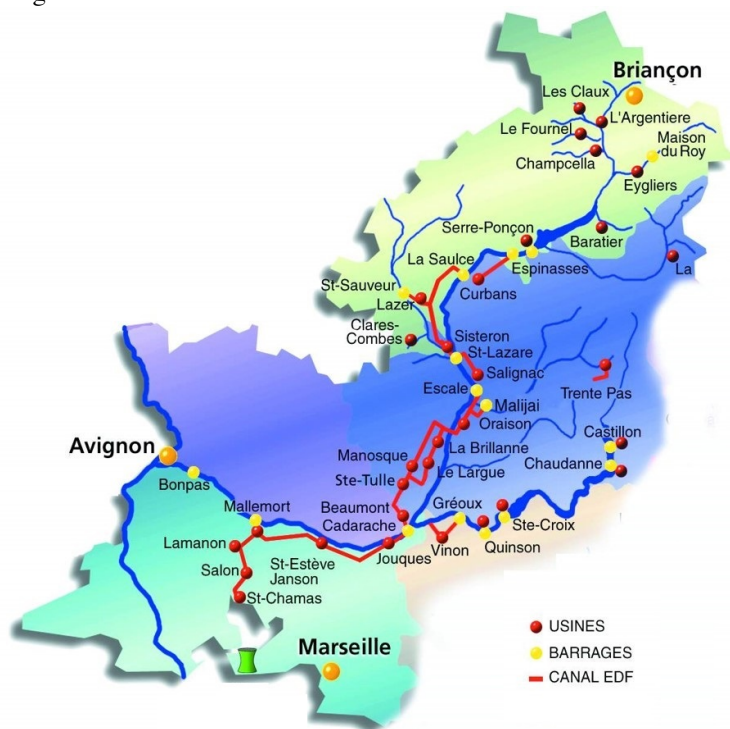 Briançon
Les Claux
L'Argentiere
Le Fournel
Maison
du Roy
Champcella
Eygliers
Serre-Ponçon
Baratier
La Saulce
Espinasses
La
St-Sauveur
Curbans
Lazer
Clares-
Combes
Sisteron
St-Lazare
Salignac
Escale
Trente Pas
Malijai
Oraison
Castillon
Avignon
La Brillanne
Manosque
Chaudanne
Le Largue
Ste-Tulle
Bonpas
Mallemort
Beaumont
Gréoux
Cadarache
Ste-Croix
Lamanon
Jouques
Vinon
Quinson
St-Estève
Janson
Salon
St-Chamas
USINES
Marseille
BARRAGES
CANAL EDF